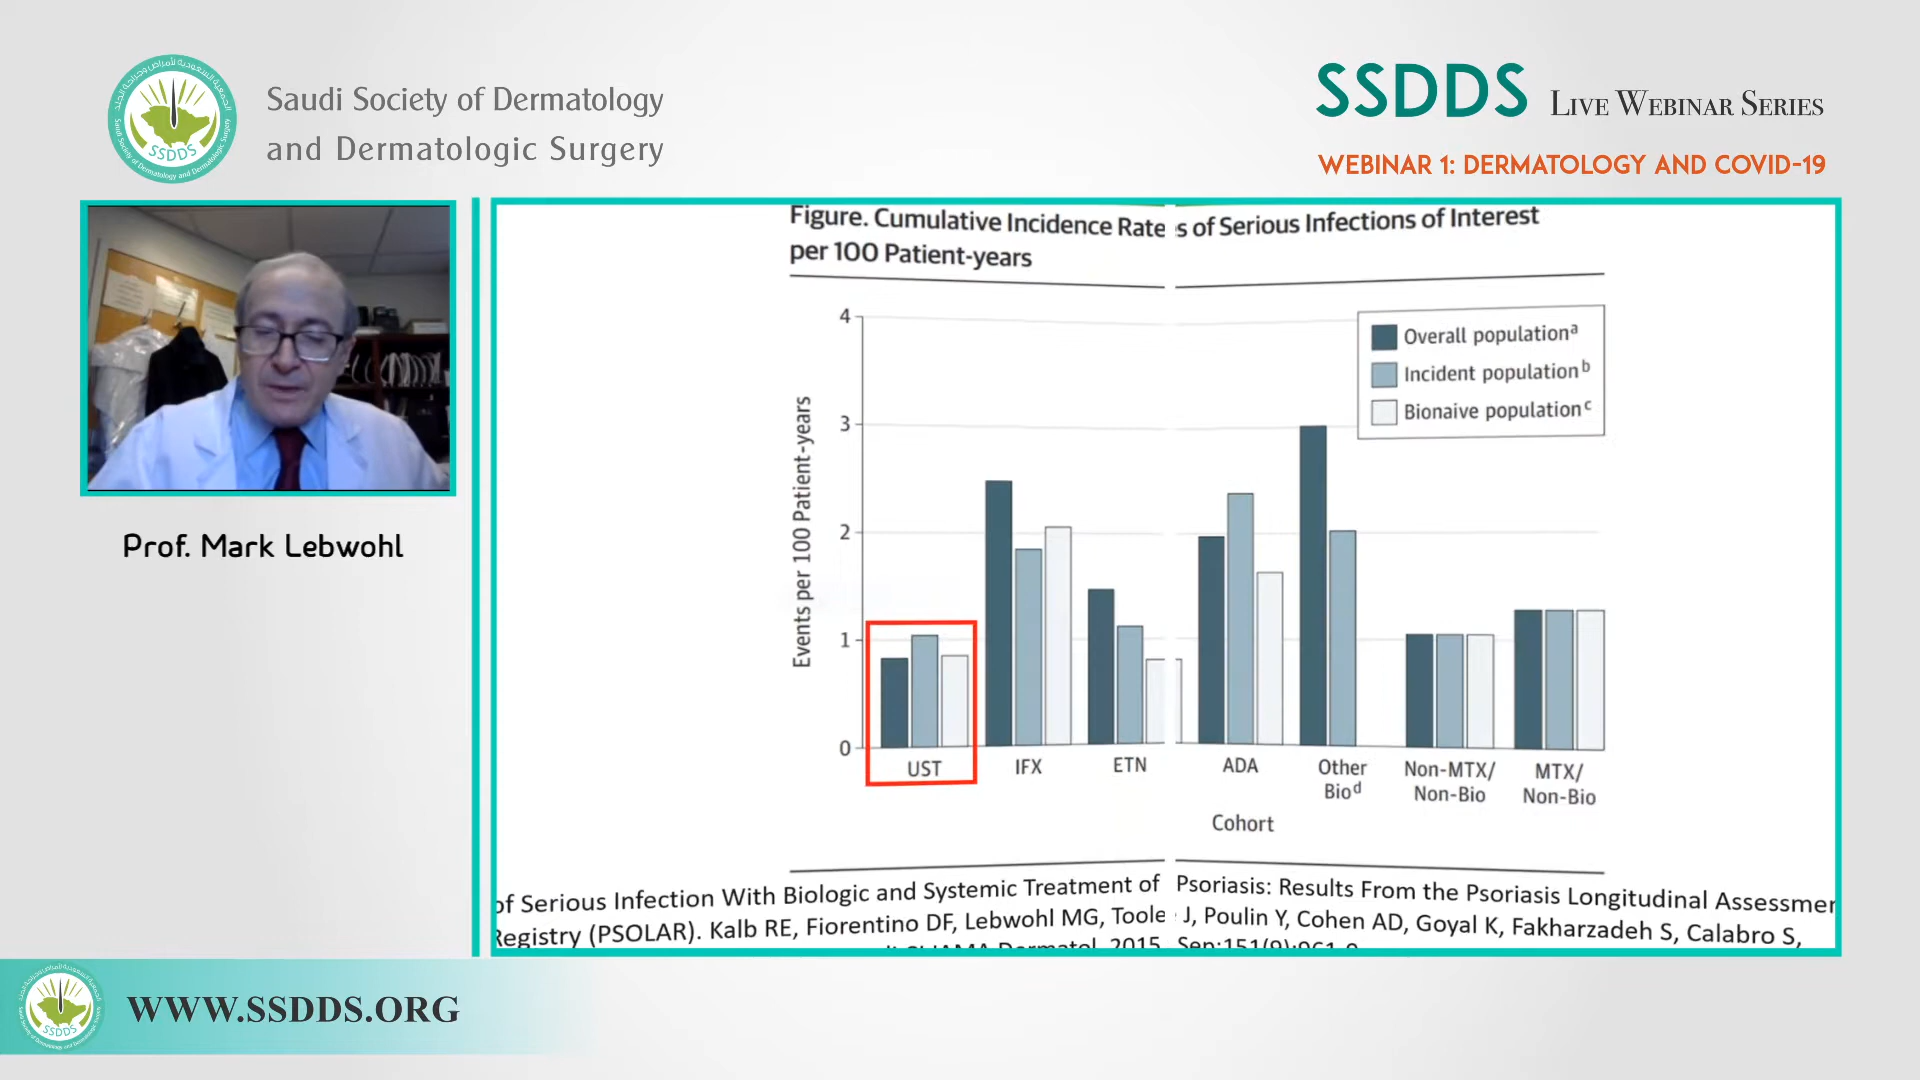 Saudi Society of Dermatology
and Dermatologic Surgery
SSDDS
SSDDS Live Webinar Series
WEBINAR 1: DERMATOLOGY AND COVID-19
Prof. Mark Lebwohl
Figure. Cumulative Incidence Rates of Serious Infections of Interest
per 100 Patient-years
Events per 100 Patient-years
4
3
2
1
0
Overall populationa
Incident populationb
Bionaive populationc
UST
IFX
ETN
ADA
Other
Biod
Non-MTX/
Non-Bio
MTX/
Non-Bio
Cohort
of Serious Infection With Biologic and Systemic Treatment of Psoriasis: Results From the Psoriasis Longitudinal
Registry (PSOLAR). Kalb RE, Fiorentino DF, Lebwohl MG, Toole J, Poulin Y, Cohen AD, Goyal K, Fakharzadeh S, Calabro S,
2015
WWW.SSDDS.ORG
SSDDS